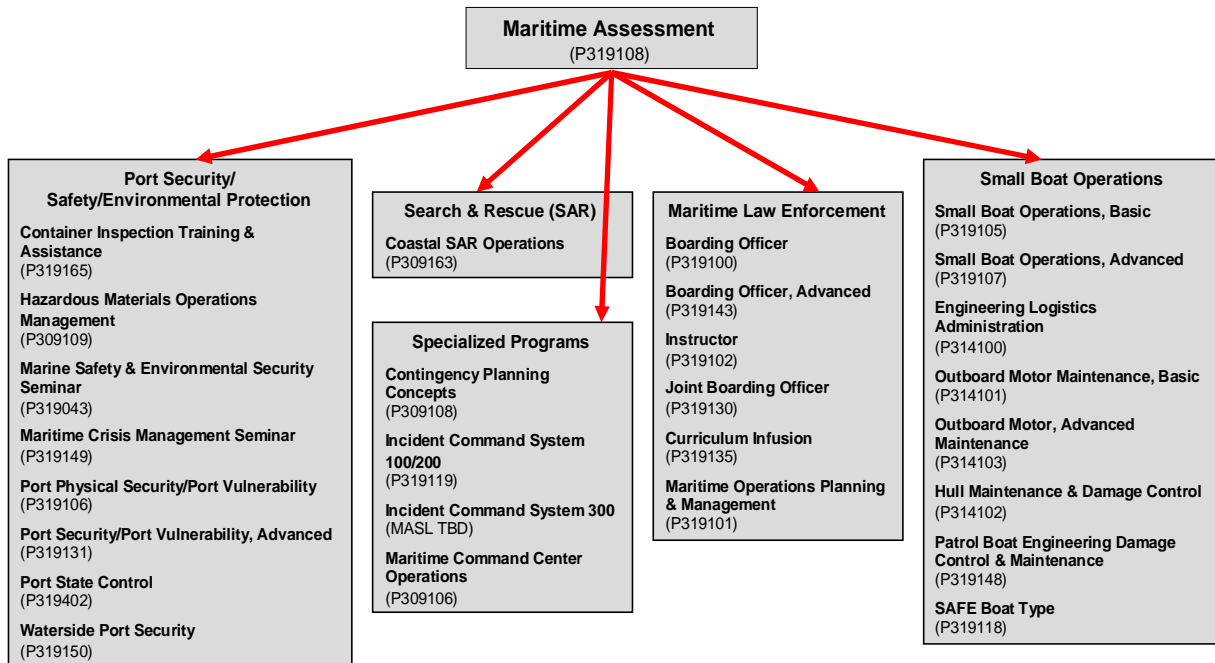 Maritime Assessment
(P319108)
Port Security/
Safety/Environmental Protection
Container Inspection Training &
Assistance
(P319165)
Hazardous Materials Operations
Management
(P309109)
Marine Safety & Environmental Security
Seminar
(P319043)
Maritime Crisis Management Seminar
(P319149)
Port Physical Security/Port Vulnerability
(P319106)
Port Security/Port Vulnerability, Advanced
(P319131)
Port State Control
(P319402)
Waterside Port Security
(P319150)
Search & Rescue (SAR)
Coastal SAR Operations
(P309163)
Specialized Programs
Contingency Planning
Concepts
(P309108)
Incident Command System
100/200
(P319119)
Incident Command System 300
(MASL TBD)
Maritime Command Center
Operations
(P309106)
Maritime Law Enforcement
Boarding Officer
(P319100)
Boarding Officer, Advanced
(P319143)
Instructor
(P319102)
Joint Boarding Officer
(P319130)
Curriculum Infusion
(P319135)
Maritime Operations Planning
& Management
(P319101)
Small Boat Operations
Small Boat Operations, Basic
(P319105)
Small Boat Operations, Advanced
(P319107)
Engineering Logistics
Administration
(P314100)
Outboard Motor Maintenance, Basic
(P314101)
Outboard Motor, Advanced
Maintenance
(P314103)
Hull Maintenance & Damage Control
(P314102)
Patrol Boat Engineering Damage
Control & Maintenance
(P319148)
SAFE Boat Type
(P319118)